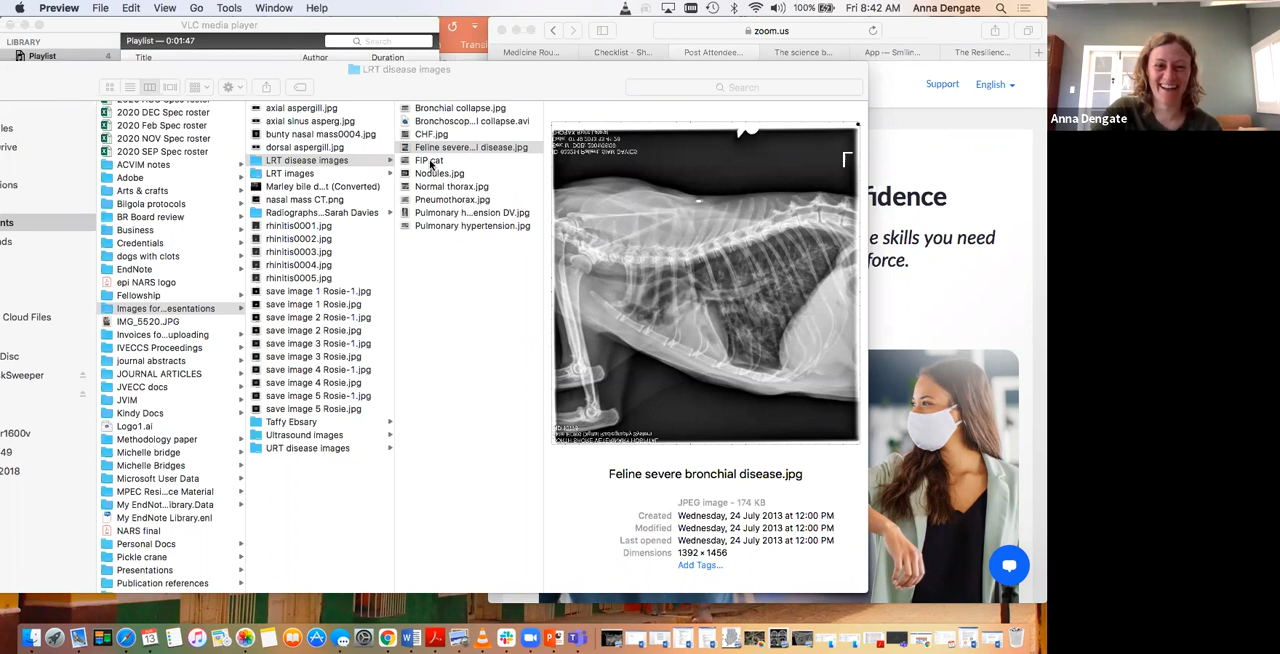 Preview File Edit View Go Tools Window Help
100% Fri 8:42 AM Anna Dengate
VLC media player
LIBRARY
Playlist 4
Playlist — 0:01:47
Search
Title Author Duration
Transl
zoom.us
Medicine Rou...
Checklist - Sh...
Post Attendee...
The science b...
App — Smilin...
The Resilienc...
Support English
fidence
e skills you need
force.
Anna Dengate
LRT disease images
Search
Cloud Files
Disc
kSweeper
r1600v
49
2018
2020 DEC Spec roster
2020 Feb Spec roster
2020 NOV Spec roster
2020 SEP Spec roster
ACVIM notes
Adobe
Arts & crafts
Bilgola protocols
BR Board review
Business
Credentials
dogs with clots
EndNote
epi NARS logo
Fellowship
Images for...esentations
IMG_5520.JPG
Invoices fo...uploading
IVECCS Proceedings
journal abstracts
JOURNAL ARTICLES
JVECC docs
JVIM
Kindy Docs
Logo1.ai
Methodology paper
Michelle bridge
Michelle Bridges
Microsoft User Data
MPEC Resi...ce Material
My EndNot...ibrary.Data
My EndNote Library.enl
NARS final
Personal Docs
Pickle crane
Presentations
Publication references
axial aspergill.jpg
axial sinus asperg.jpg
bunty nasal mass0004.jpg
dorsal aspergill.jpg
LRT disease images
LRT images
Marley bile d...t (Converted)
nasal mass CT.png
Radiographs...Sarah Davies
rhinitis0001.jpg
rhinitis0002.jpg
rhinitis0003.jpg
rhinitis0004.jpg
rhinitis0005.jpg
save image 1 Rosie-1.jpg
save image 1 Rosie.jpg
save image 2 Rosie-1.jpg
save image 2 Rosie.jpg
save image 3 Rosie-1.jpg
save image 3 Rosie.jpg
save image 4 Rosie-1.jpg
save image 4 Rosie.jpg
save image 5 Rosie-1.jpg
save image 5 Rosie.jpg
Taffy Ebsary
Ultrasound images
URT disease images
Bronchial collapse.jpg
Bronchoscop...l collapse.avi
CHF.jpg
Feline severe...l disease.jpg
FIP cat
Nodules.jpg
Normal thorax.jpg
Pneumothorax.jpg
Pulmonary h...ension DV.jpg
Pulmonary hypertension.jpg
Feline severe bronchial disease.jpg
JPEG image - 174 KB
Created Wednesday, 24 July 2013 at 12:00 PM
Modified Wednesday, 24 July 2013 at 12:00 PM
Last opened Wednesday, 24 July 2013 at 12:00 PM
Dimensions 1392 × 1456
Add Tags...